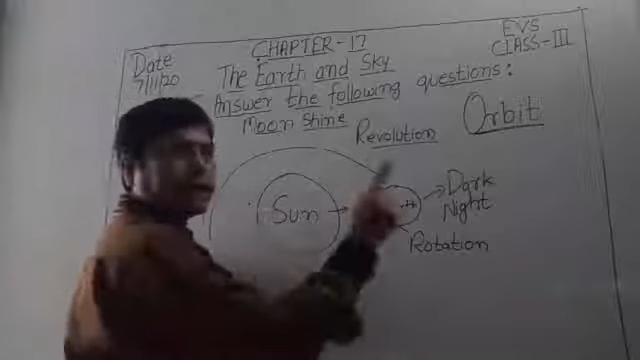 Date
7/11/20
CHAPTER-17
EVS
CLASS-III
The Earth and Sky
Answer the following questions:
Moon Shine
Revolution
Orbit
Sun
Dark
Night
Rotation